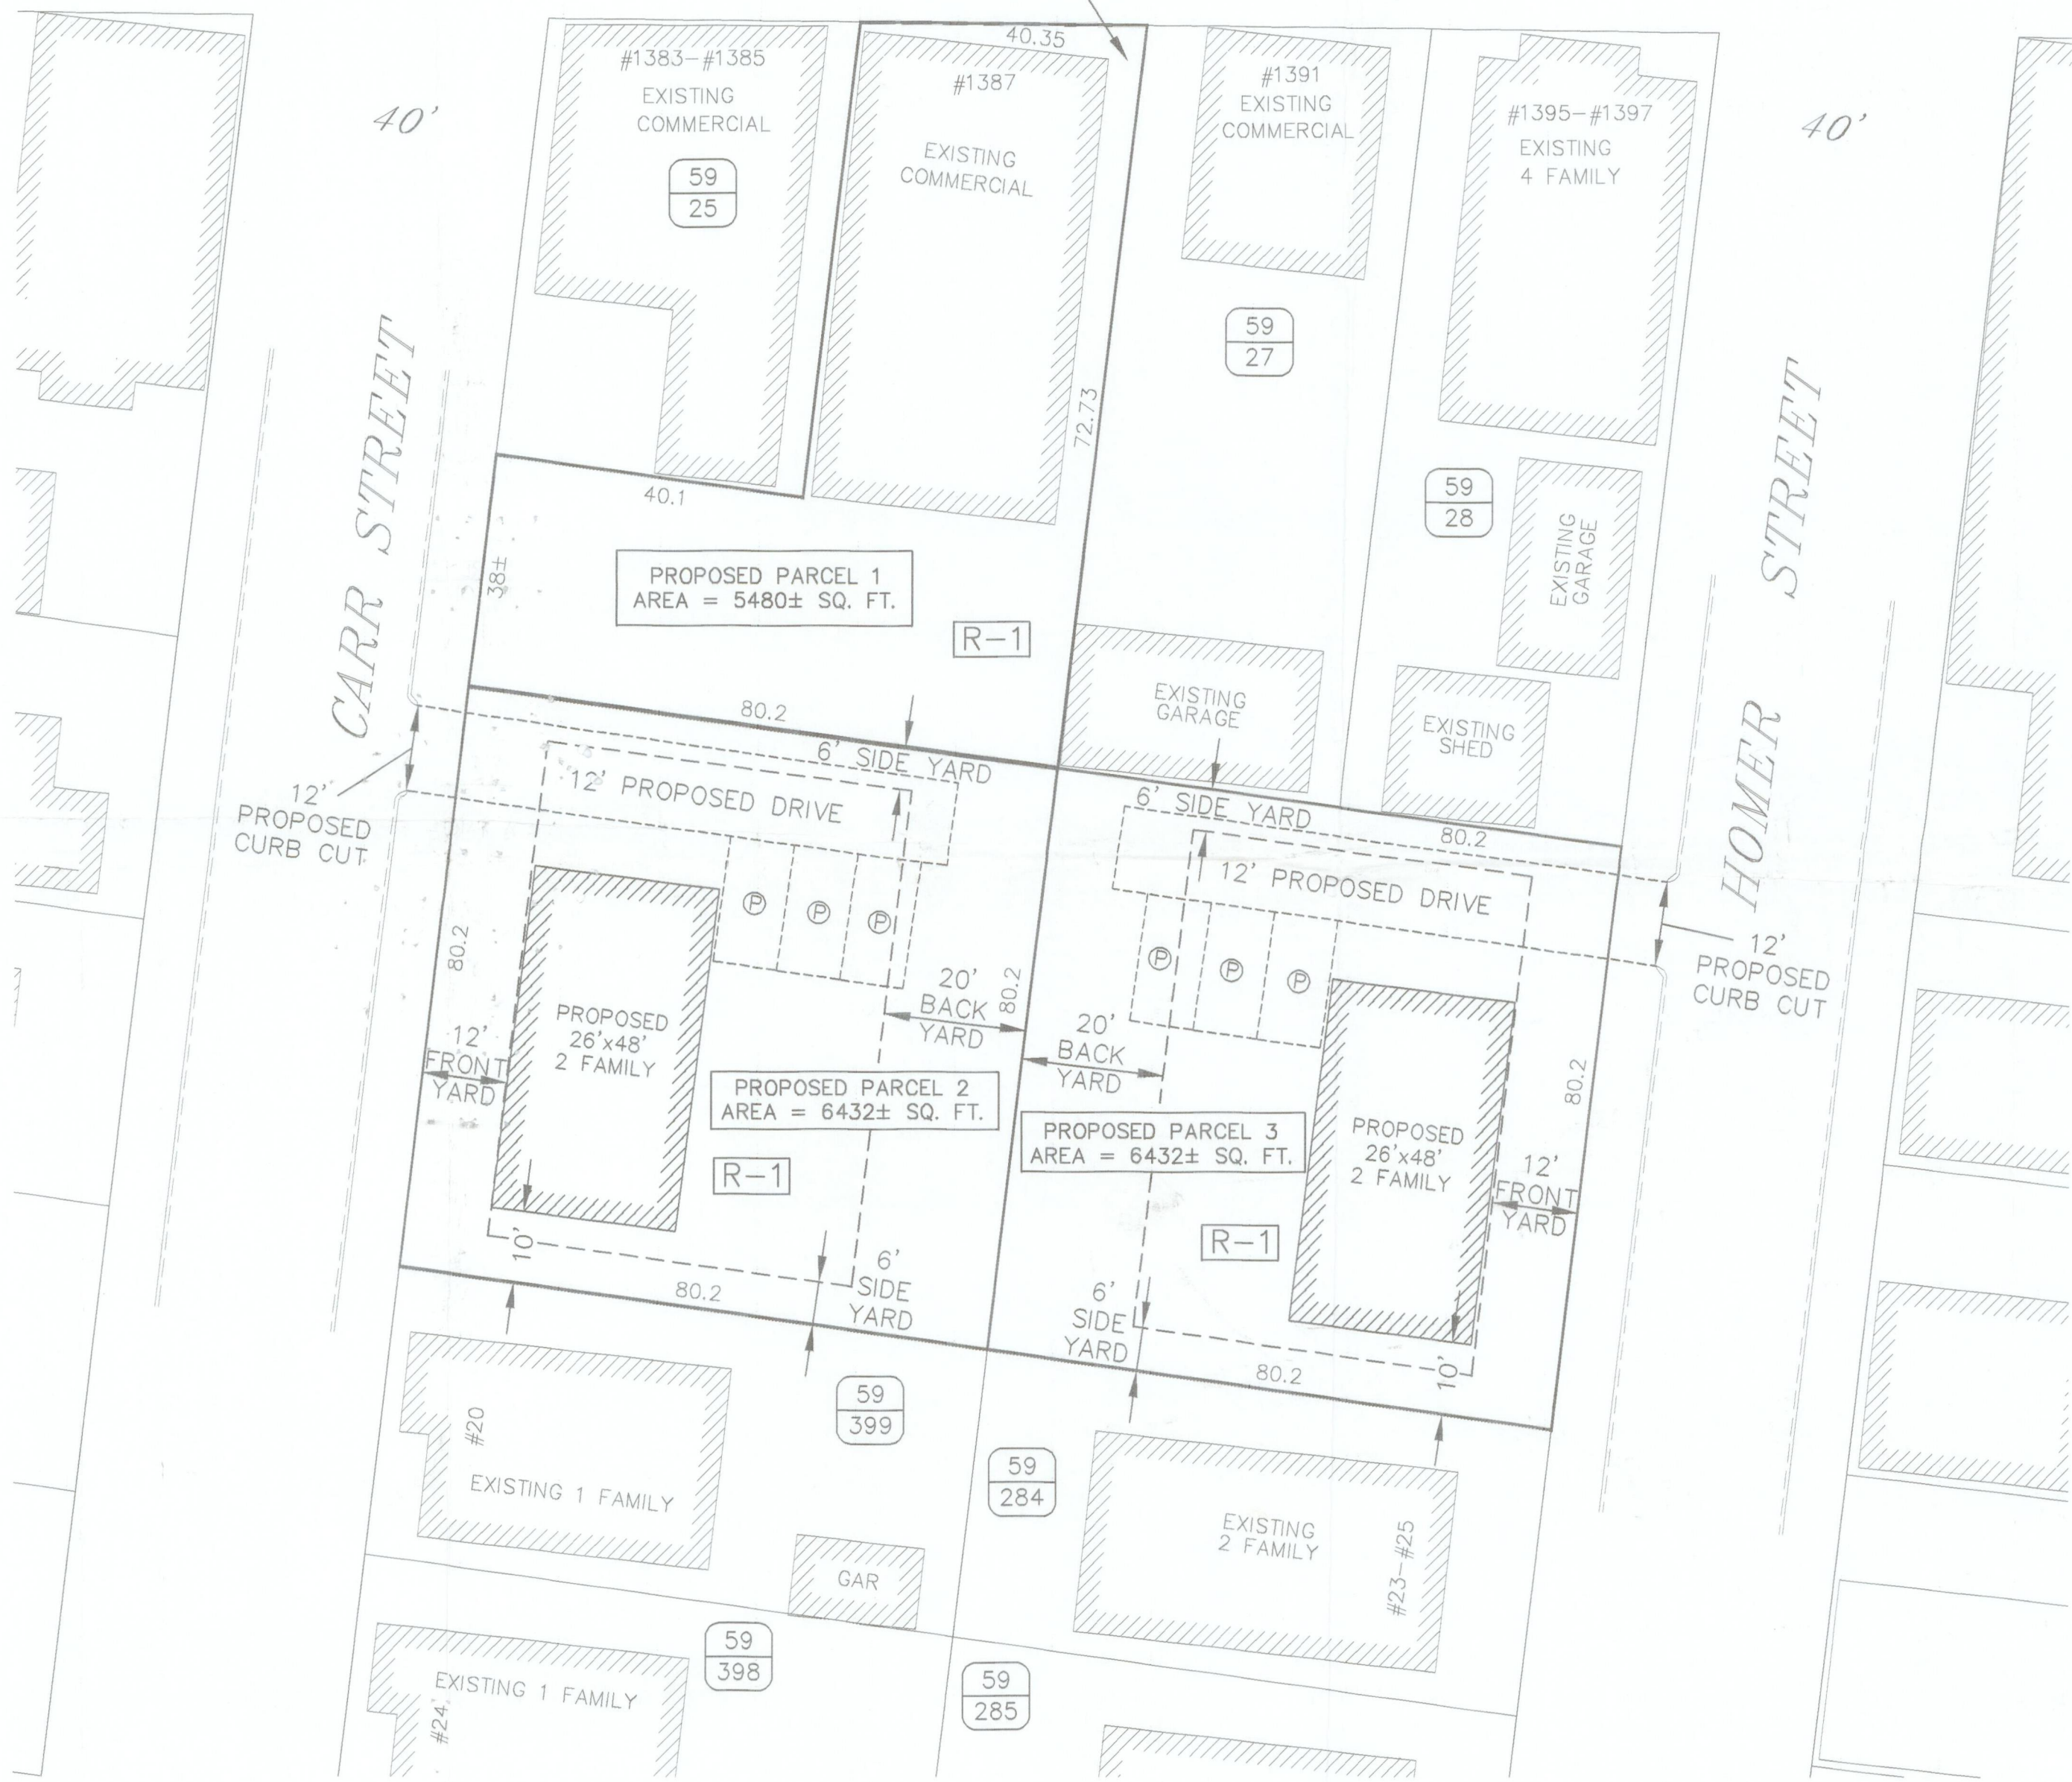 40.35
#1383-#1385
EXISTING
COMMERCIAL
59
25
40'
#1387
EXISTING
COMMERCIAL
#1391
EXISTING
COMMERCIAL
#1395-#1397
EXISTING
4 FAMILY
40'
59
27
72.73
CARR STREET
HOMER STREET
40.1
38±
59
28
EXISTING
GARAGE
PROPOSED PARCEL 1
AREA = 5480± SQ. FT.
R-1
EXISTING
GARAGE
EXISTING
SHED
80.2
6' SIDE YARD
12' PROPOSED DRIVE
12'
PROPOSED
CURB CUT
6' SIDE YARD
80.2
12' PROPOSED DRIVE
12'
PROPOSED
CURB CUT
P
P
P
P
P
P
80.2
80.2
20'
BACK
YARD
20'
BACK
YARD
PROPOSED
26'x48'
2 FAMILY
12'
FRONT
YARD
80.2
PROPOSED PARCEL 2
AREA = 6432± SQ. FT.
R-1
PROPOSED PARCEL 3
AREA = 6432± SQ. FT.
R-1
PROPOSED
26'x48'
2 FAMILY
12'
FRONT
YARD
10'
80.2
6'
SIDE
YARD
6'
SIDE
YARD
80.2
10'
#20
EXISTING 1 FAMILY
59
399
59
284
EXISTING
2 FAMILY
#23-#25
GAR
59
398
59
285
EXISTING 1 FAMILY
#24